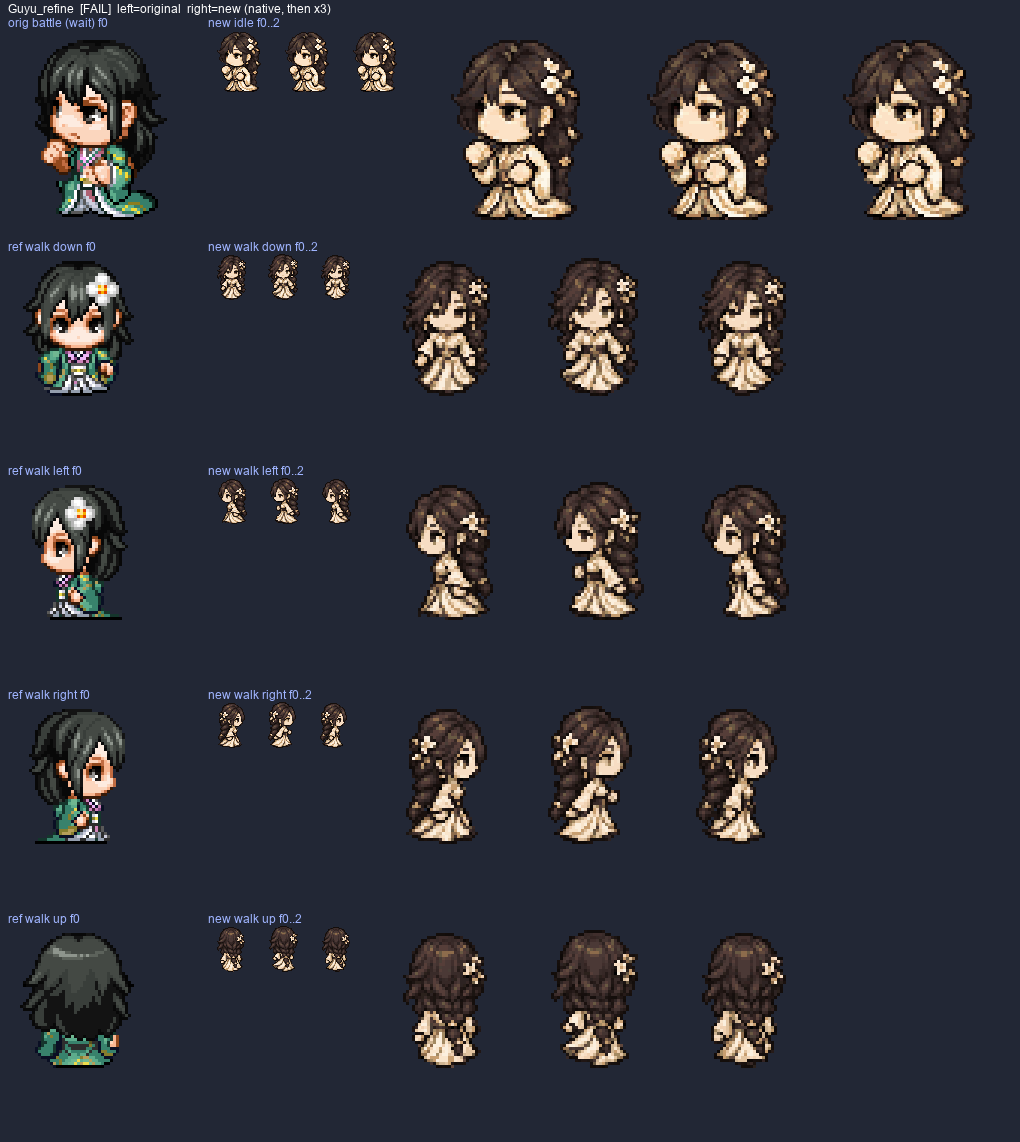 Guyu_refine [FAIL] left=original right=new (native, then x3)
orig battle (wait) f0 new idle f0..2
ref walk down f0 new walk down f0..2
ref walk left f0 new walk left f0..2
ref walk right f0 new walk right f0..2
ref walk up f0 new walk up f0..2